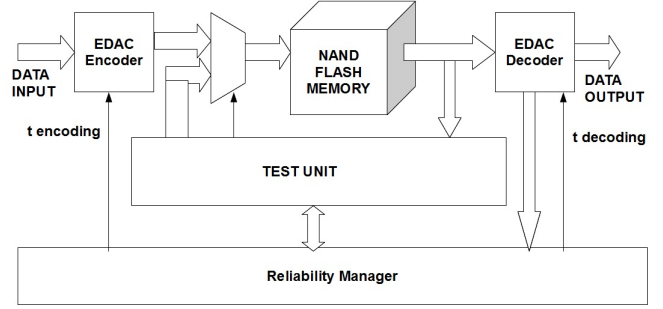 EDAC
Encoder
NAND
FLASH
MEMORY
EDAC
Decoder
DATA
INPUT
DATA
OUTPUT
t encoding
t decoding
TEST UNIT
Reliability Manager